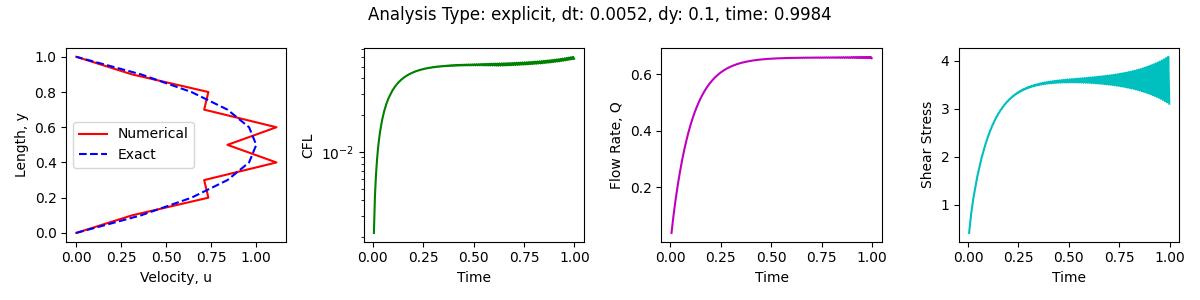 Analysis Type: explicit, dt: 0.0052, dy: 0.1, time: 0.9984
Length, y
1.0
0.8
0.6
0.4
0.2
0.0
Numerical
Exact
0.00 0.25 0.50 0.75 1.00
Velocity, u
CFL
10⁻²
0.00 0.25 0.50 0.75 1.00
Time
Flow Rate, Q
0.6
0.4
0.2
0.00 0.25 0.50 0.75 1.00
Time
Shear Stress
4
3
2
1
0.00 0.25 0.50 0.75 1.00
Time